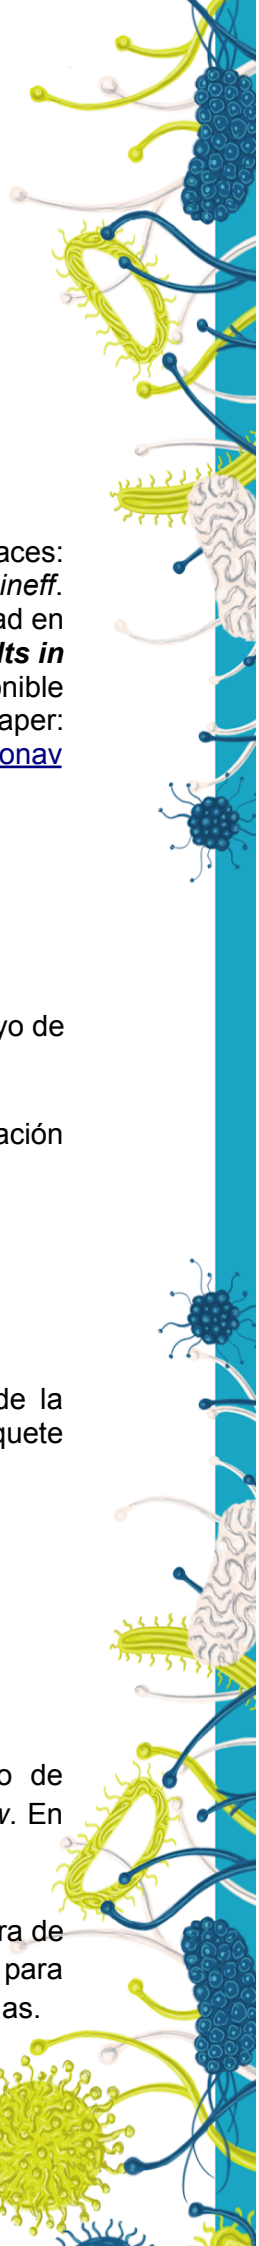 aces:
ineff.
ad en
lts in
onible
aper:
onav
yo de
ación
de la
quete
o de
v. En
ra de
para
as.